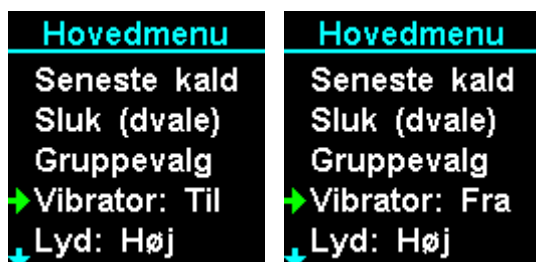 Hovedmenu
Seneste kald
Sluk (dvale)
Gruppevalg
Vibrator: Til
Lyd: Høj
Hovedmenu
Seneste kald
Sluk (dvale)
Gruppevalg
Vibrator: Fra
Lyd: Høj